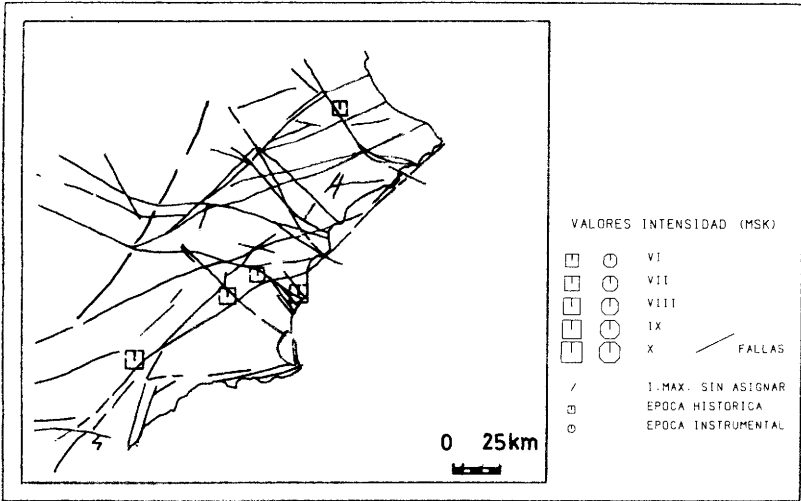 VALORES INTENSIDAD (MSK)
VI
VII
VIII
IX
X
FALLAS
I.MAX. SIN ASIGNAR
EPOCA HISTORICA
EPOCA INSTRUMENTAL
0 25km